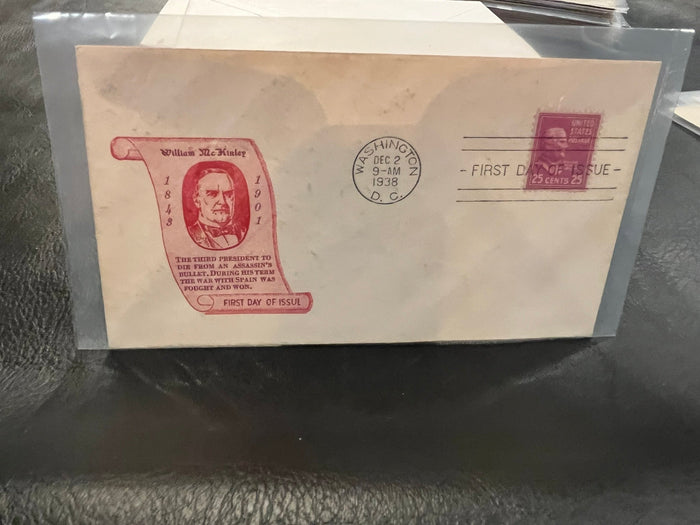 William McKinley
1843
1901
THE THIRD PRESIDENT TO
DIE FROM AN ASSASSIN'S
BULLET. DURING HIS TERM
THE WAR WITH SPAIN WAS
FOUGHT AND WON.
FIRST DAY OF ISSUE
WASHINGTON
DEC 2
9-AM
1938
D. C.
- FIRST DAY OF ISSUE -
UNITED
STATES
POSTAGE
25 CENTS 25